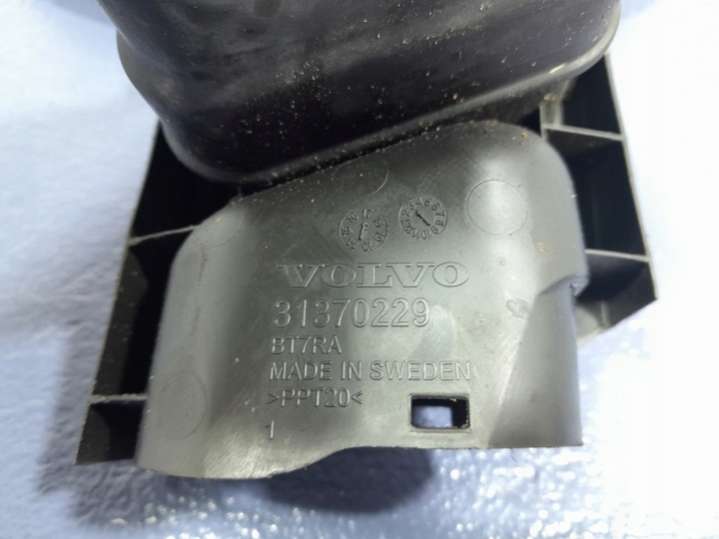 VOLVO
31370229
BT7RA
MADE IN SWEDEN
>PPT20<
1